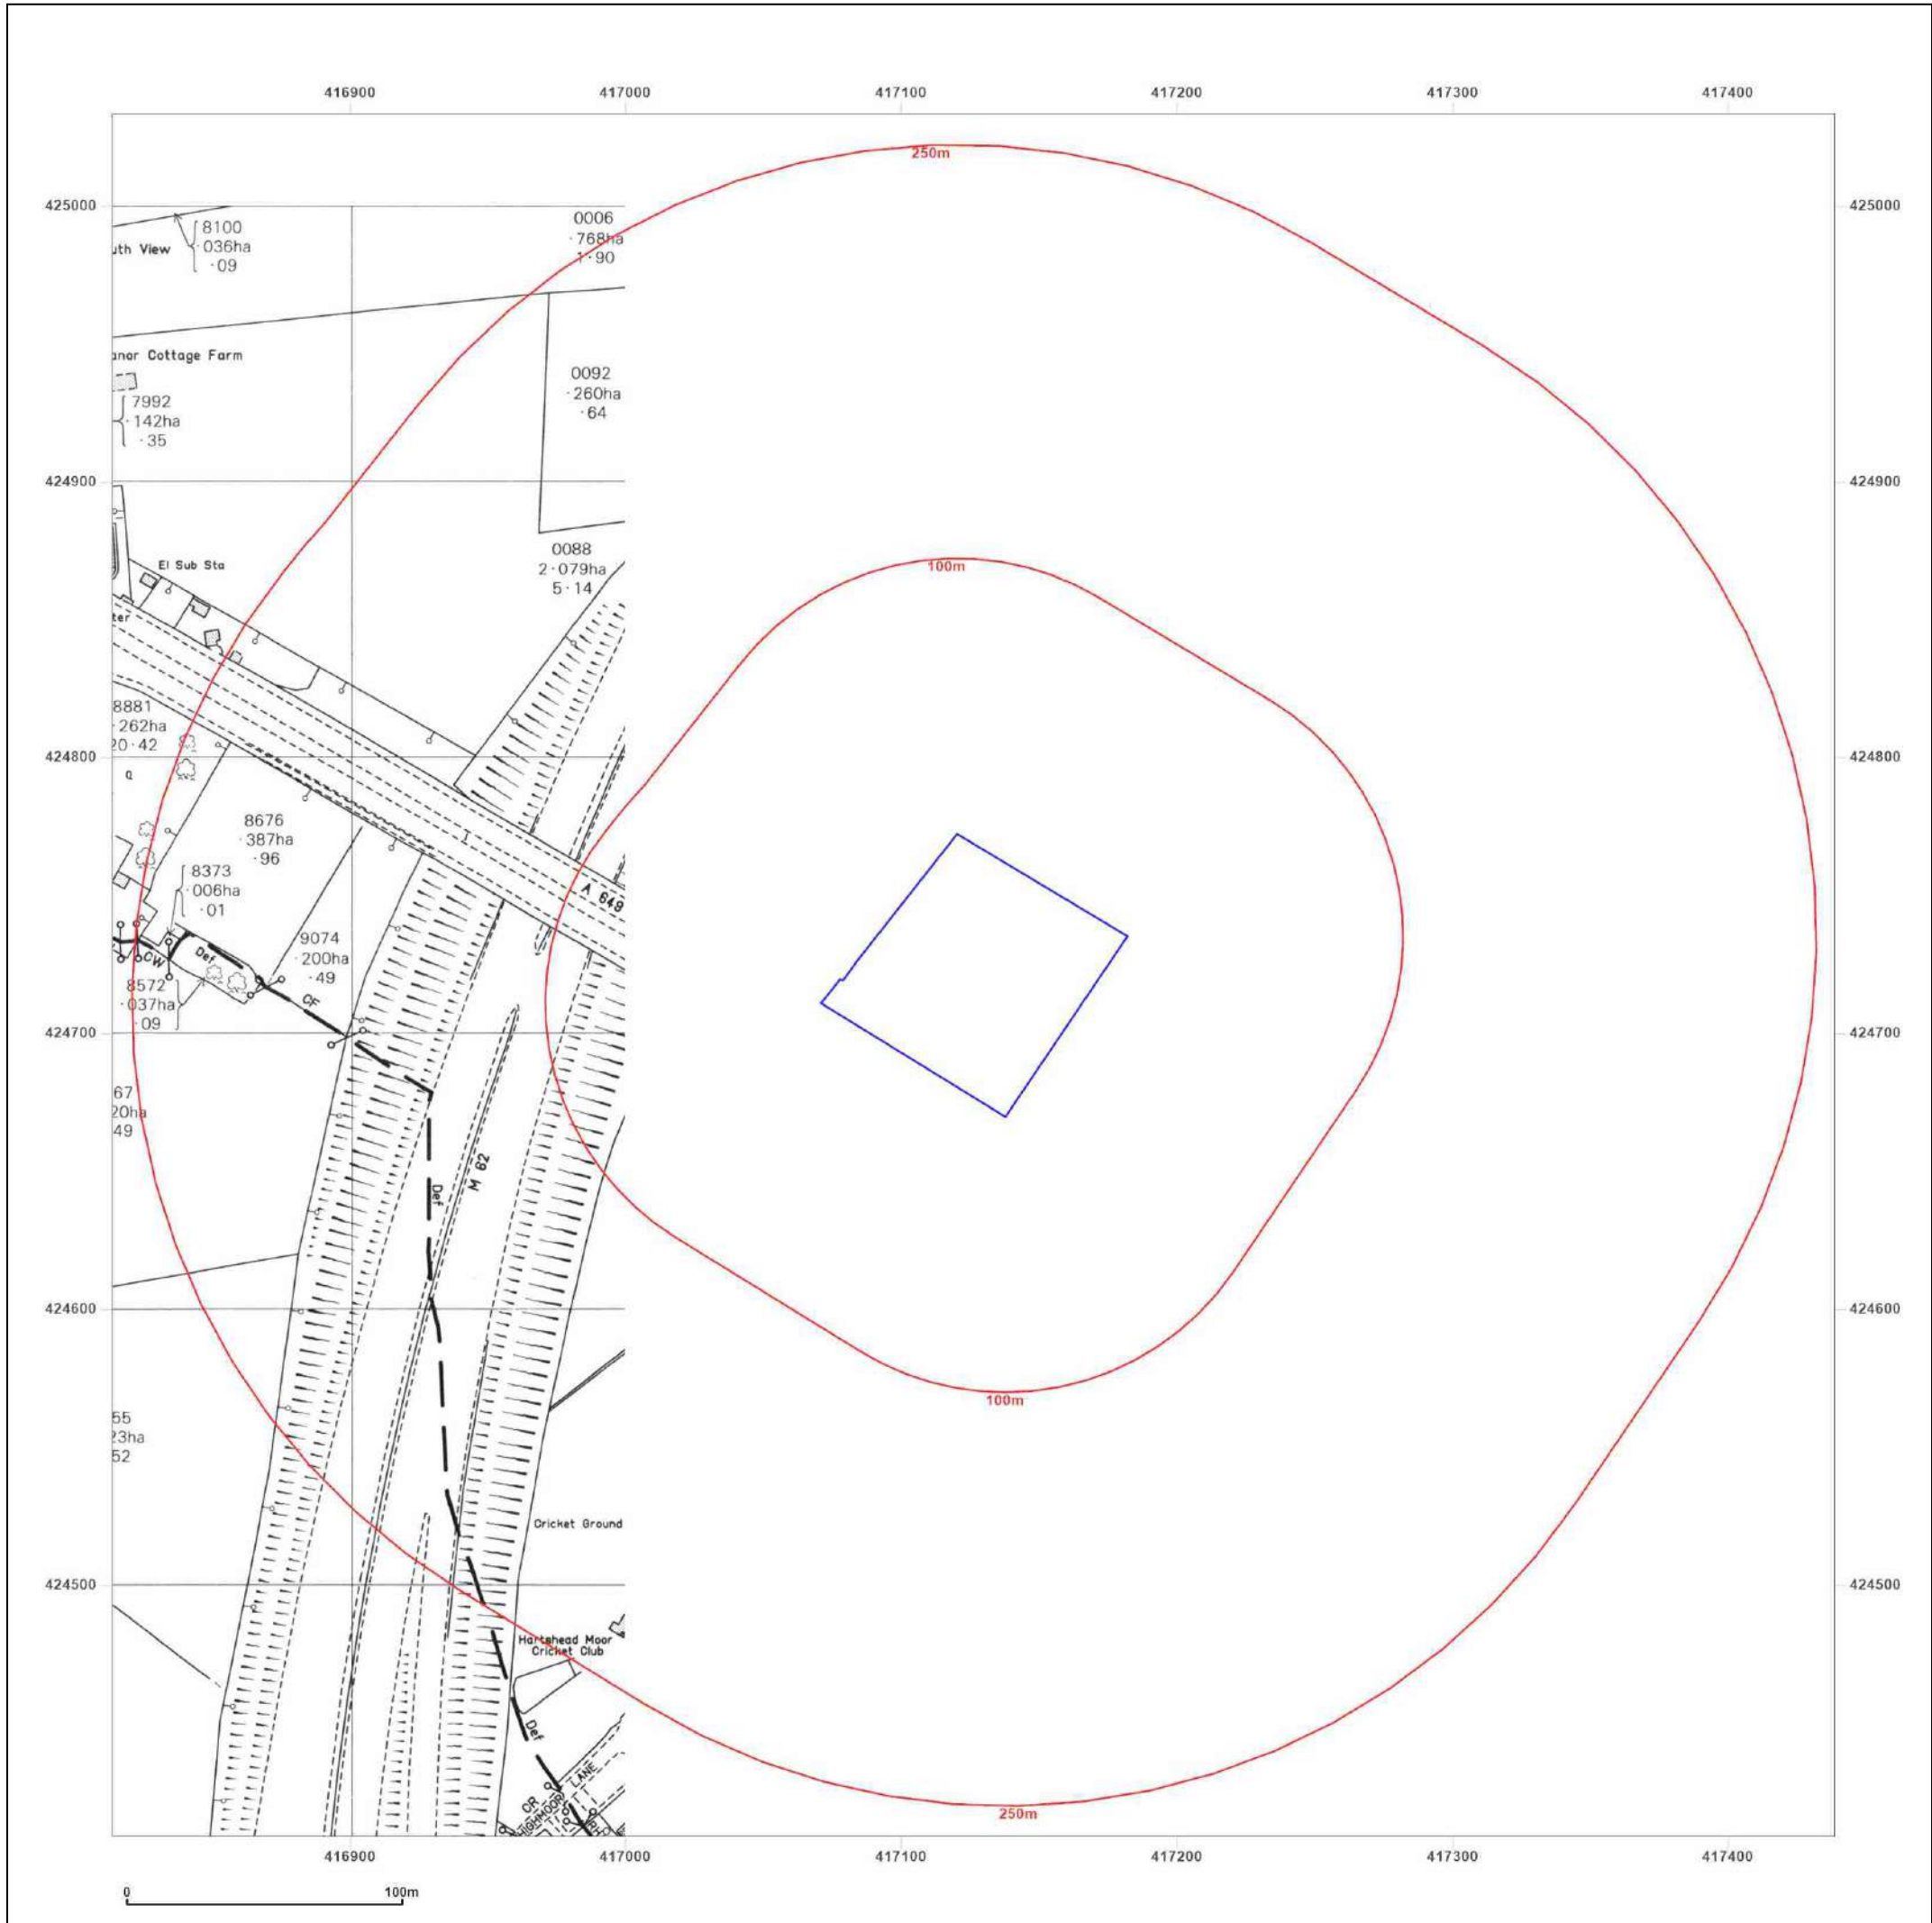 416900 417000 417100 417200 417300 417400
250m
425000 425000
0006
·768ha
1·90
8100
·036ha
·09
uth View
anor Cottage Farm
7992
·142ha
·35
0092
·260ha
·64
424900 424900
0088
2·079ha
5·14
El Sub Sta
100m
ter
8881
·262ha
20·42
424800 424800
8676
·387ha
·96
8373
·006ha
·01
A 649
9074
·200ha
·49
CW
Def
8572
·037ha
·09
CF
424700 424700
67
20ha
49
M 62
Def
424600 424600
100m
55
23ha
52
Cricket Ground
424500 424500
Hartshead Moor
Cricket Club
Def
LANE
CR
HIGHMOOR
250m
416900 417000 417100 417200 417300 417400
0 100m